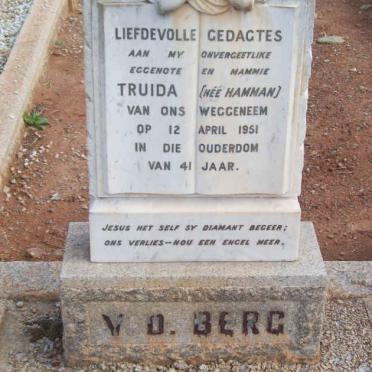 LIEFDEVOLLE GEDAGTES
AAN MY ONVERGEETLIKE
EGGENOTE EN MAMMIE
TRUIDA (NÉÉ HAMMAN)
VAN ONS WEGGENEEM
OP 12 APRIL 1951
IN DIE OUDERDOM
VAN 41 JAAR.
JESUS HET SELF SY DIAMANT BEGEER;
ONS VERLIES--NOU EEN ENGEL MEER.
V. D. BERG